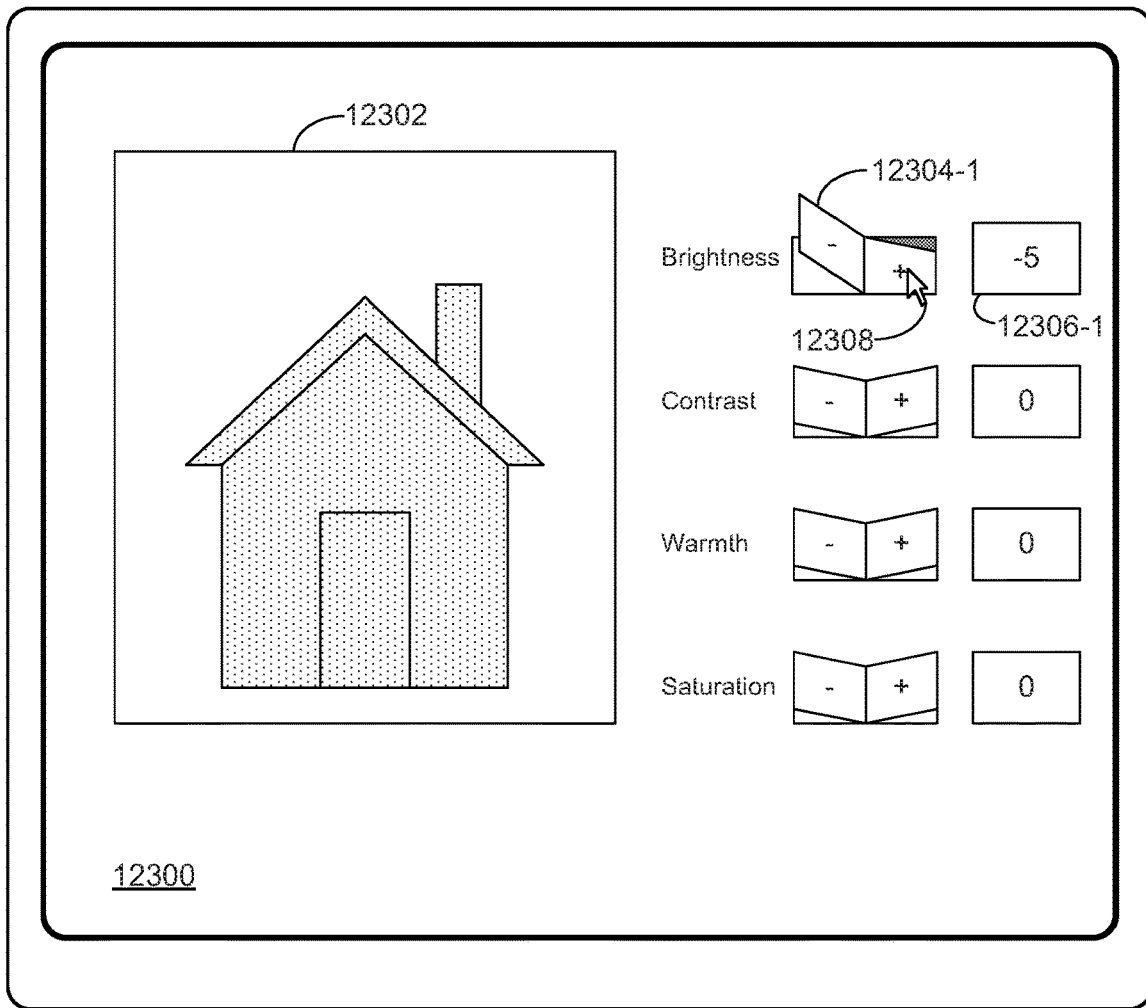 12302
12304-1
Brightness - + -5
12308 12306-1
Contrast - + 0
Warmth - + 0
Saturation - + 0
12300